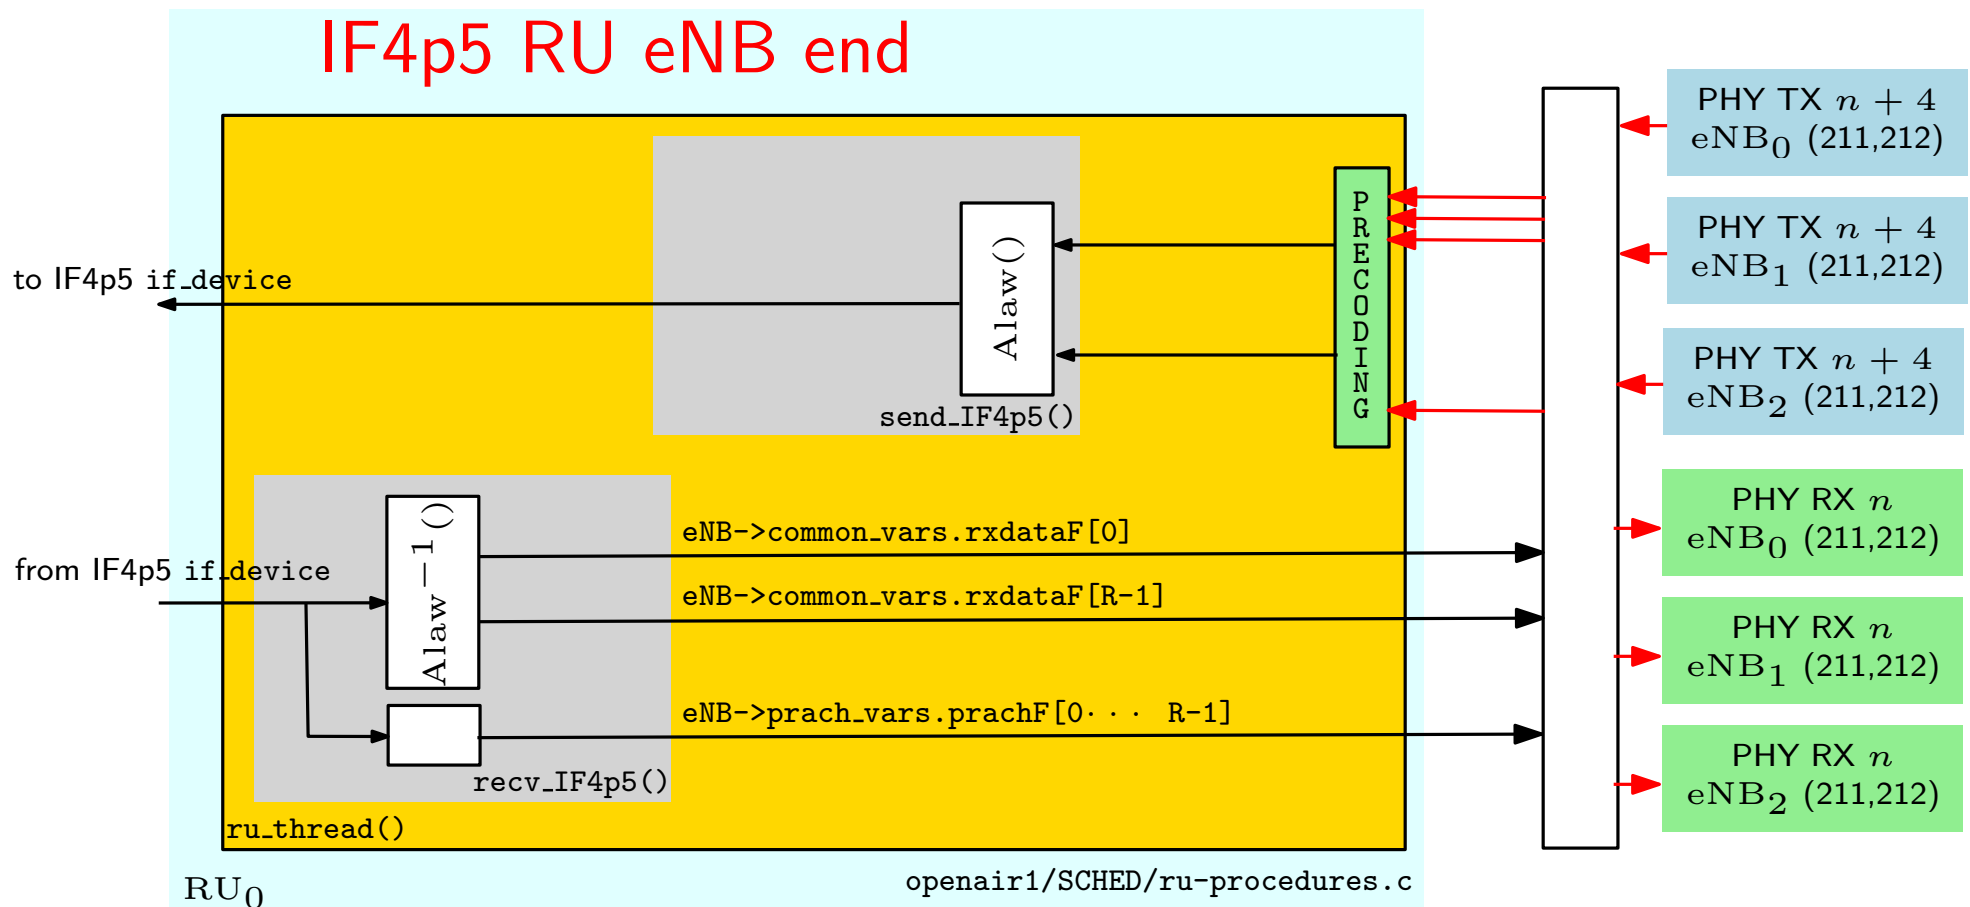 IF4p5 RU eNB end
PHY TX n + 4
eNB0 (211,212)
PHY TX n + 4
eNB1 (211,212)
PHY TX n + 4
eNB2 (211,212)
PRECODING
Alaw()
send_IF4p5()
to IF4p5 if_device
PHY RX n
eNB0 (211,212)
PHY RX n
eNB1 (211,212)
PHY RX n
eNB2 (211,212)
eNB->common_vars.rxdataF[0]
from IF4p5 if_device
Alaw−1()
eNB->common_vars.rxdataF[R-1]
eNB->prach_vars.prachF[0··· R-1]
recv_IF4p5()
ru_thread()
RU0
openair1/SCHED/ru-procedures.c